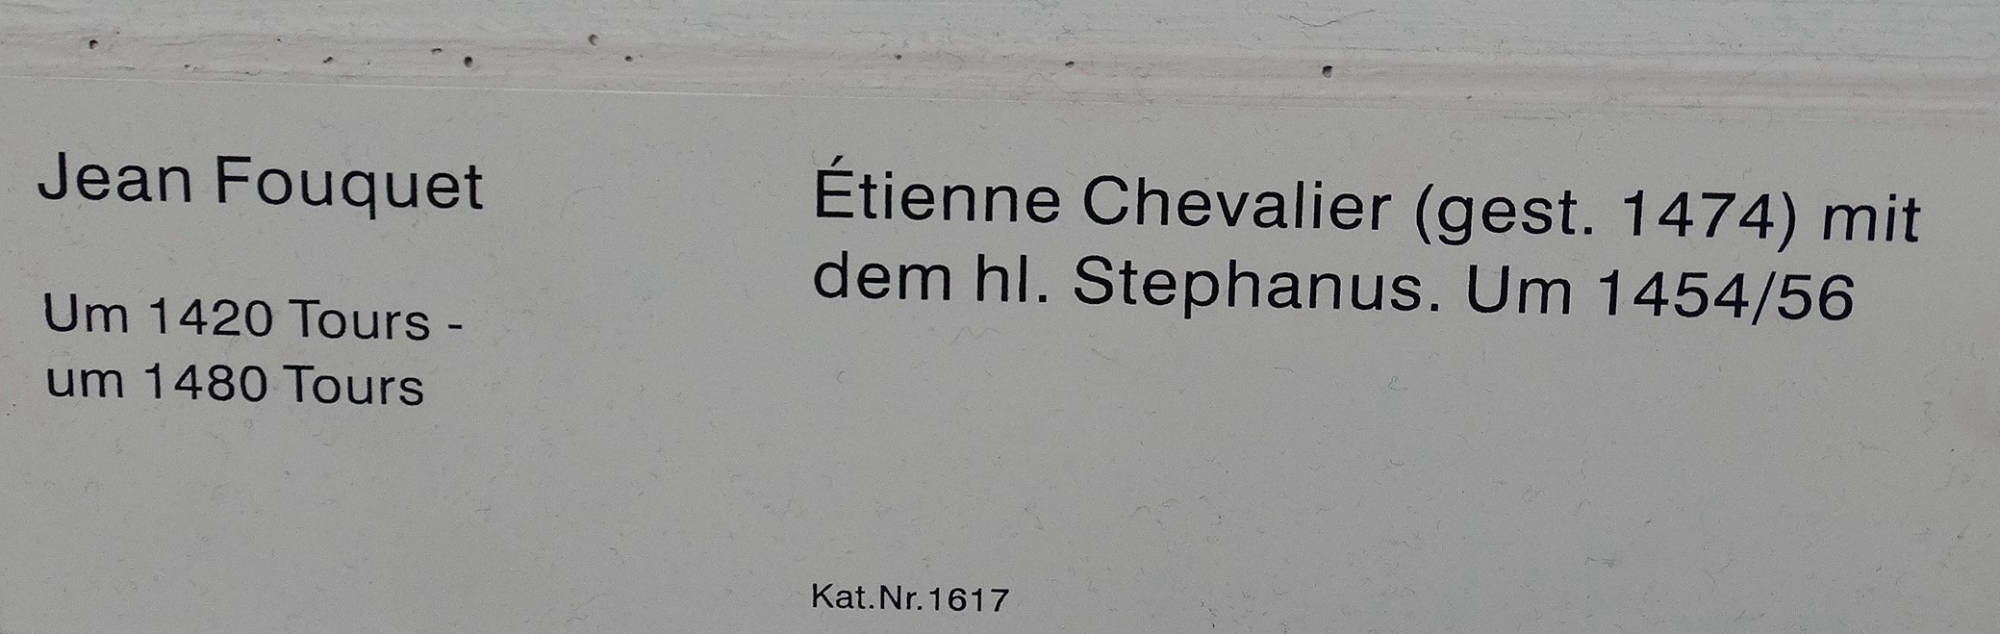 Jean Fouquet
Um 1420 Tours -
um 1480 Tours
Étienne Chevalier (gest. 1474) mit
dem hl. Stephanus. Um 1454/56
Kat.Nr.1617